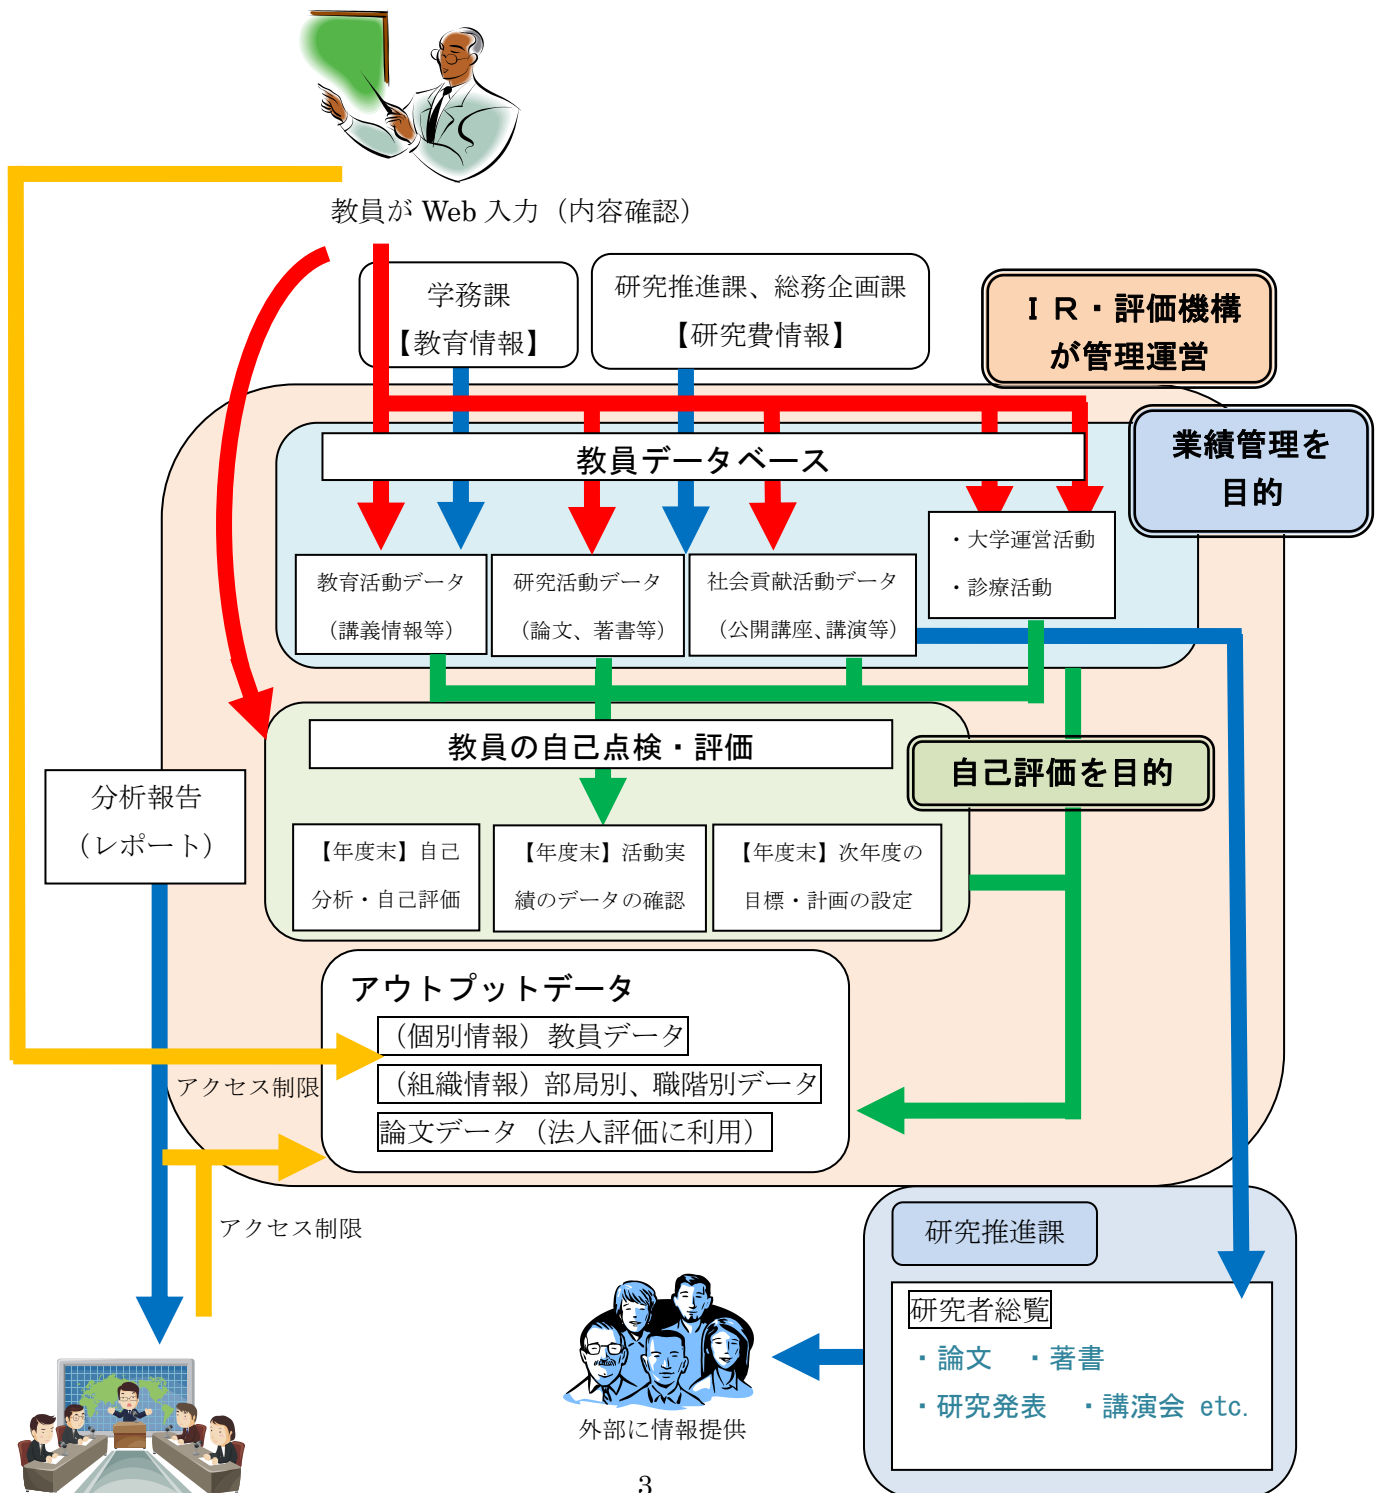 教員が Web 入力（内容確認）
学務課
【教育情報】
研究推進課、総務企画課
【研究費情報】
ＩＲ・評価機構
が管理運営
業績管理を
目的
教員データベース
教育活動データ
（講義情報等）
研究活動データ
（論文、著書等）
社会貢献活動データ
（公開講座、講演等）
・大学運営活動
・診療活動
教員の自己点検・評価
自己評価を目的
分析報告
（レポート）
【年度末】自己
分析・自己評価
【年度末】活動実
績のデータの確認
【年度末】次年度の
目標・計画の設定
アウトプットデータ
（個別情報）教員データ
（組織情報）部局別、職階別データ
論文データ（法人評価に利用）
アクセス制限
アクセス制限
研究推進課
研究者総覧
・論文　・著書
・研究発表　・講演会 etc.
外部に情報提供
3